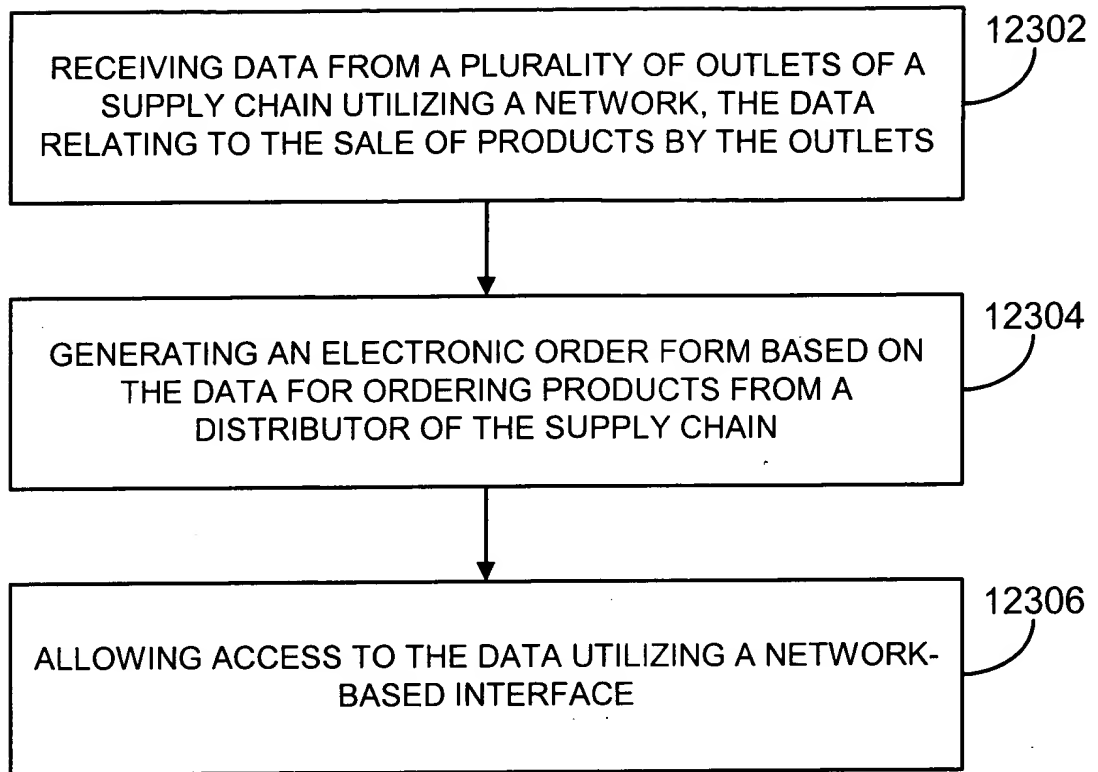 12302
RECEIVING DATA FROM A PLURALITY OF OUTLETS OF A
SUPPLY CHAIN UTILIZING A NETWORK, THE DATA
RELATING TO THE SALE OF PRODUCTS BY THE OUTLETS
12304
GENERATING AN ELECTRONIC ORDER FORM BASED ON
THE DATA FOR ORDERING PRODUCTS FROM A
DISTRIBUTOR OF THE SUPPLY CHAIN
12306
ALLOWING ACCESS TO THE DATA UTILIZING A NETWORK-
BASED INTERFACE